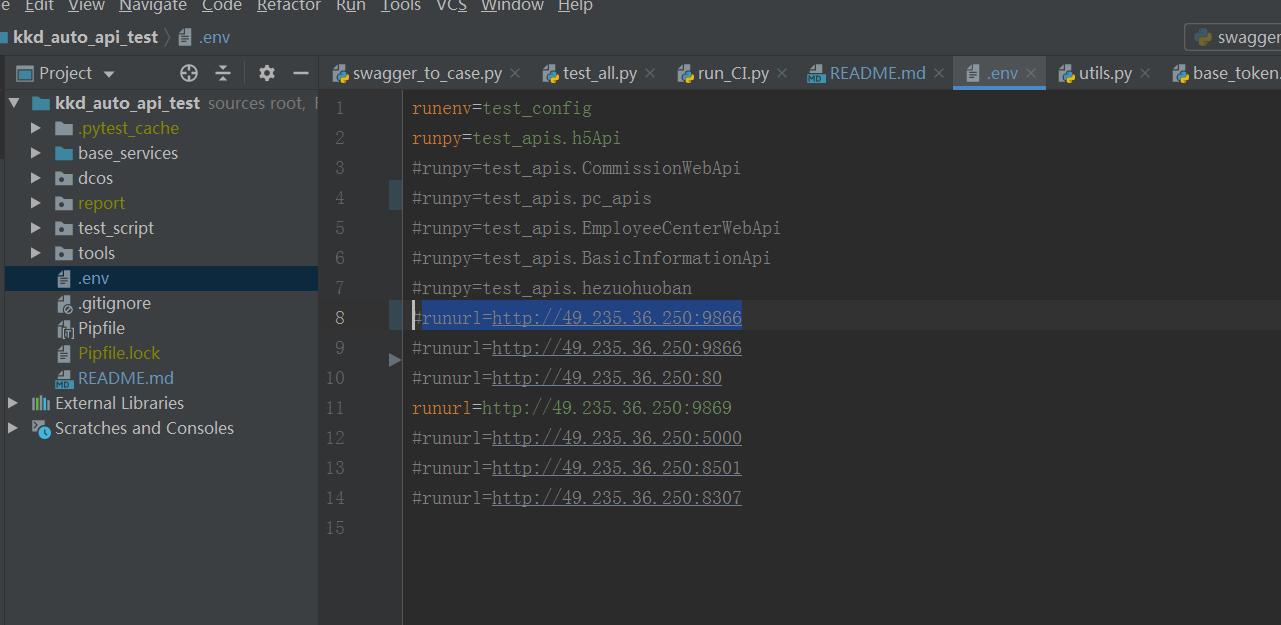 Edit View Navigate Code Refactor Run Tools VCS Window Help
kkd_auto_api_test .env swagger
Project swagger_to_case.py test_all.py run_CI.py README.md .env utils.py base_token.
kkd_auto_api_test sources root,
.pytest_cache
base_services
dcos
report
test_script
tools
.env
.gitignore
Pipfile
Pipfile.lock
README.md
External Libraries
Scratches and Consoles
1 runenv=test_config
2 runpy=test_apis.h5Api
3 #runpy=test_apis.CommissionWebApi
4 #runpy=test_apis.pc_apis
5 #runpy=test_apis.EmployeeCenterWebApi
6 #runpy=test_apis.BasicInformationApi
7 #runpy=test_apis.hezuohuoban
8 #runurl=http://49.235.36.250:9866
9 #runurl=http://49.235.36.250:9866
10 #runurl=http://49.235.36.250:80
11 runurl=http://49.235.36.250:9869
12 #runurl=http://49.235.36.250:5000
13 #runurl=http://49.235.36.250:8501
14 #runurl=http://49.235.36.250:8307
15